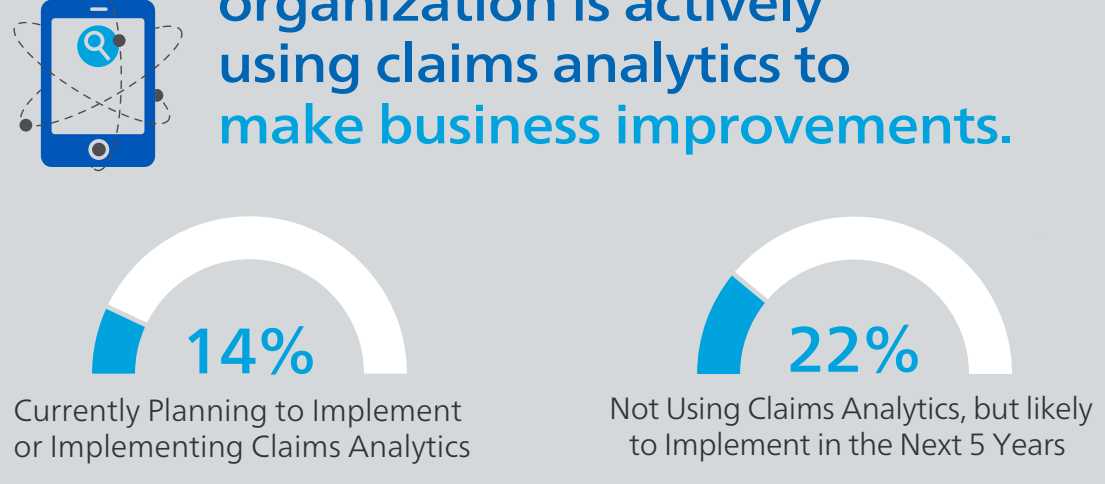 organization is actively
using claims analytics to
make business improvements.
14%
Currently Planning to Implement
or Implementing Claims Analytics
22%
Not Using Claims Analytics, but likely
to Implement in the Next 5 Years